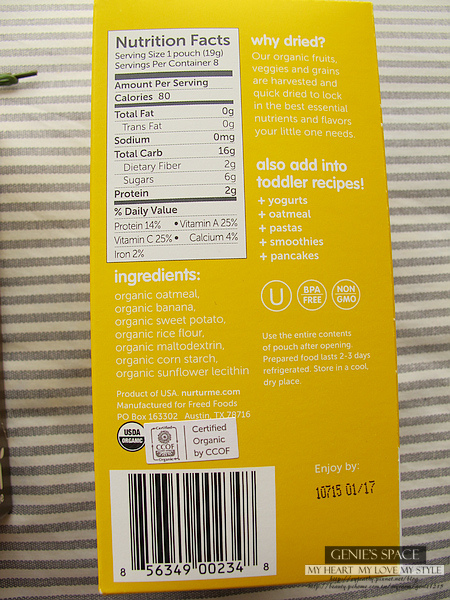 Nutrition Facts
Serving Size 1 pouch (19g)
Servings Per Container 8
Amount Per Serving
Calories 80
Total Fat 0g
Trans Fat 0g
Sodium 0mg
Total Carb 16g
Dietary Fiber 2g
Sugars 6g
Protein 2g
% Daily Value
Protein 14% • Vitamin A 25%
Vitamin C 25% • Calcium 4%
Iron 2%
ingredients:
organic oatmeal,
organic banana,
organic sweet potato,
organic rice flour,
organic maltodextrin,
organic corn starch,
organic sunflower lecithin
Product of USA. nurturme.com
Manufactured for Freed Foods
PO Box 163302 Austin, TX 78716
USDA
ORGANIC
Certified
CCOF
Organic
Certified
Organic
by CCOF
8 56349 00234 8
why dried?
Our organic fruits,
veggies and grains
are harvested and
quick dried to lock
in the best essential
nutrients and flavors
your little one needs.
also add into
toddler recipes!
+ yogurts
+ oatmeal
+ pastas
+ smoothies
+ pancakes
U
BPA
FREE
NON
GMO
Use the entire contents
of pouch after opening.
Prepared food lasts 2-3 days
refrigerated. Store in a cool,
dry place.
Enjoy by:
10715 01/17
GENIE'S SPACE
MY HEART MY LOVE MY STYLE